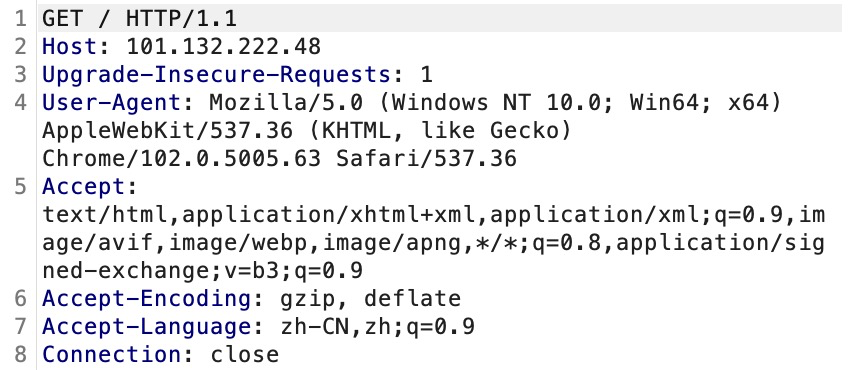 1 GET / HTTP/1.1
2 Host: 101.132.222.48
3 Upgrade-Insecure-Requests: 1
4 User-Agent: Mozilla/5.0 (Windows NT 10.0; Win64; x64)
AppleWebKit/537.36 (KHTML, like Gecko)
Chrome/102.0.5005.63 Safari/537.36
5 Accept:
text/html,application/xhtml+xml,application/xml;q=0.9,im
age/avif,image/webp,image/apng,*/*;q=0.8,application/sig
ned-exchange;v=b3;q=0.9
6 Accept-Encoding: gzip, deflate
7 Accept-Language: zh-CN,zh;q=0.9
8 Connection: close